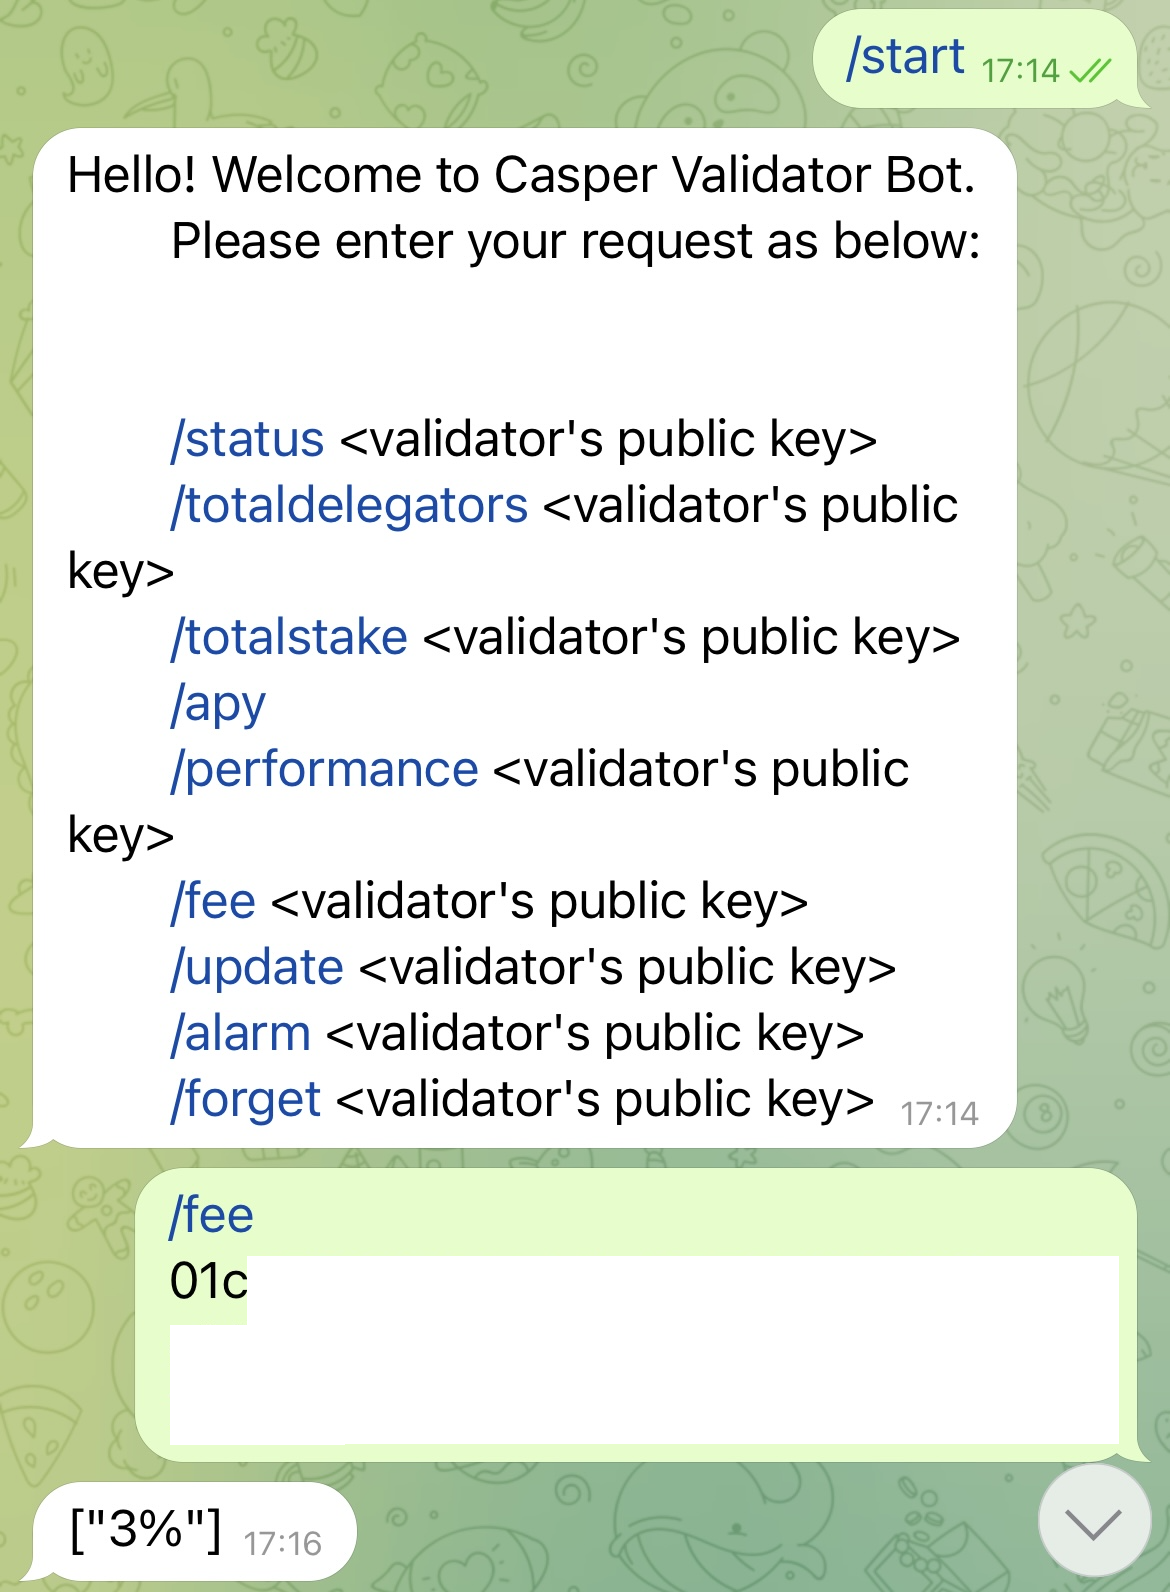 /start 17:14
Hello! Welcome to Casper Validator Bot.
Please enter your request as below:
/status <validator's public key>
/totaldelegators <validator's public
key>
/totalstake <validator's public key>
/apy
/performance <validator's public
key>
/fee <validator's public key>
/update <validator's public key>
/alarm <validator's public key>
/forget <validator's public key> 17:14
/fee
01c
["3%"] 17:16